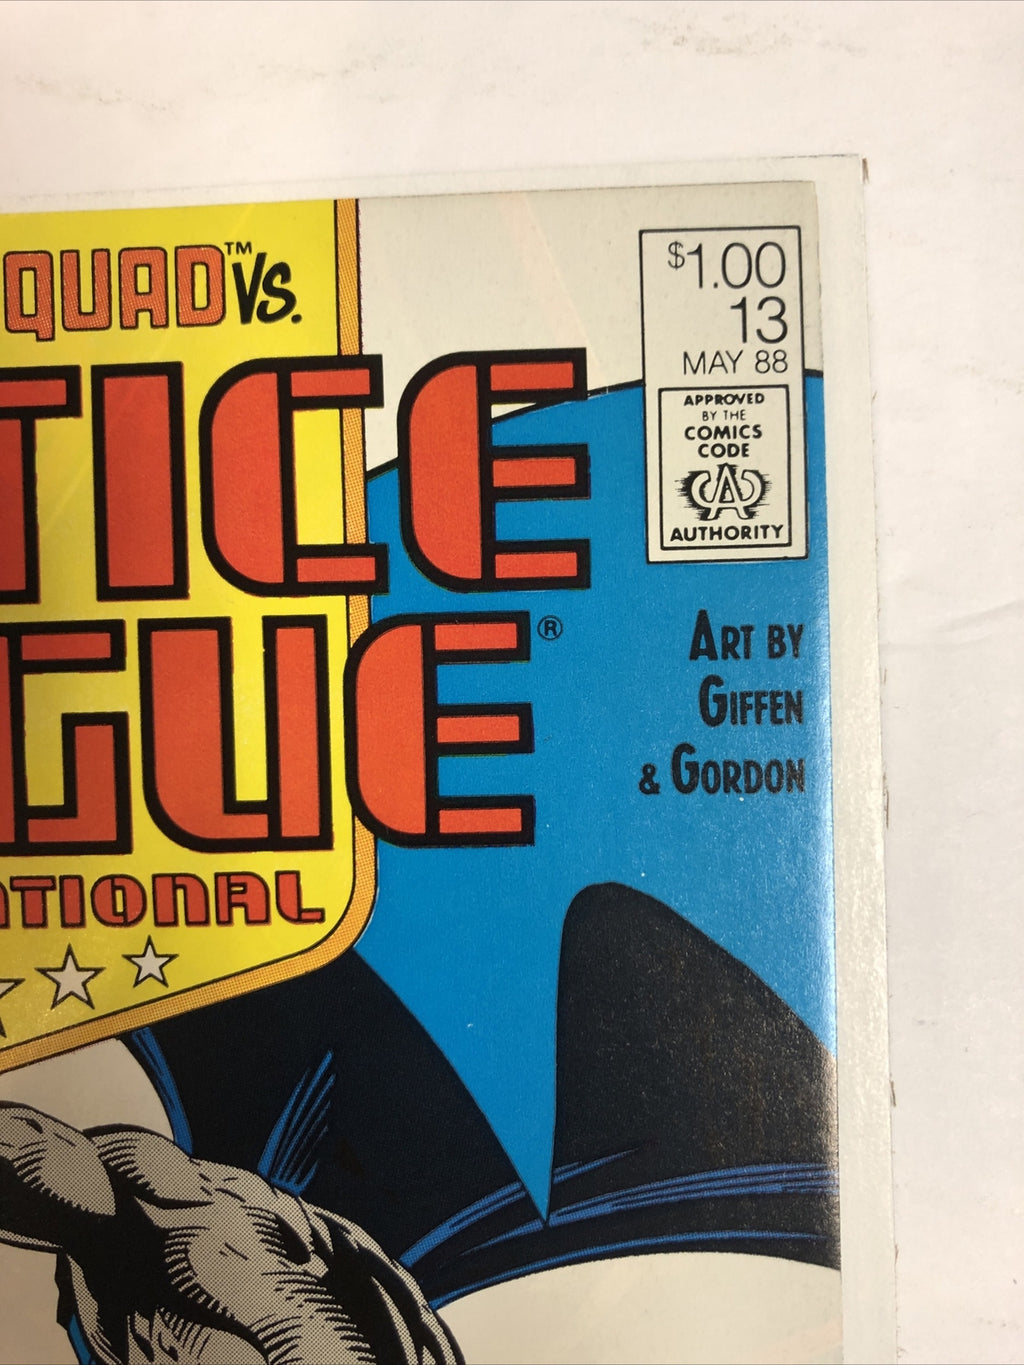 QUAD™ VS.
TICE
GUE®
ATIONAL
$1.00
13
MAY 88
APPROVED
BY THE
COMICS
CODE
CA
AUTHORITY
ART BY
GIFFEN
& GORDON